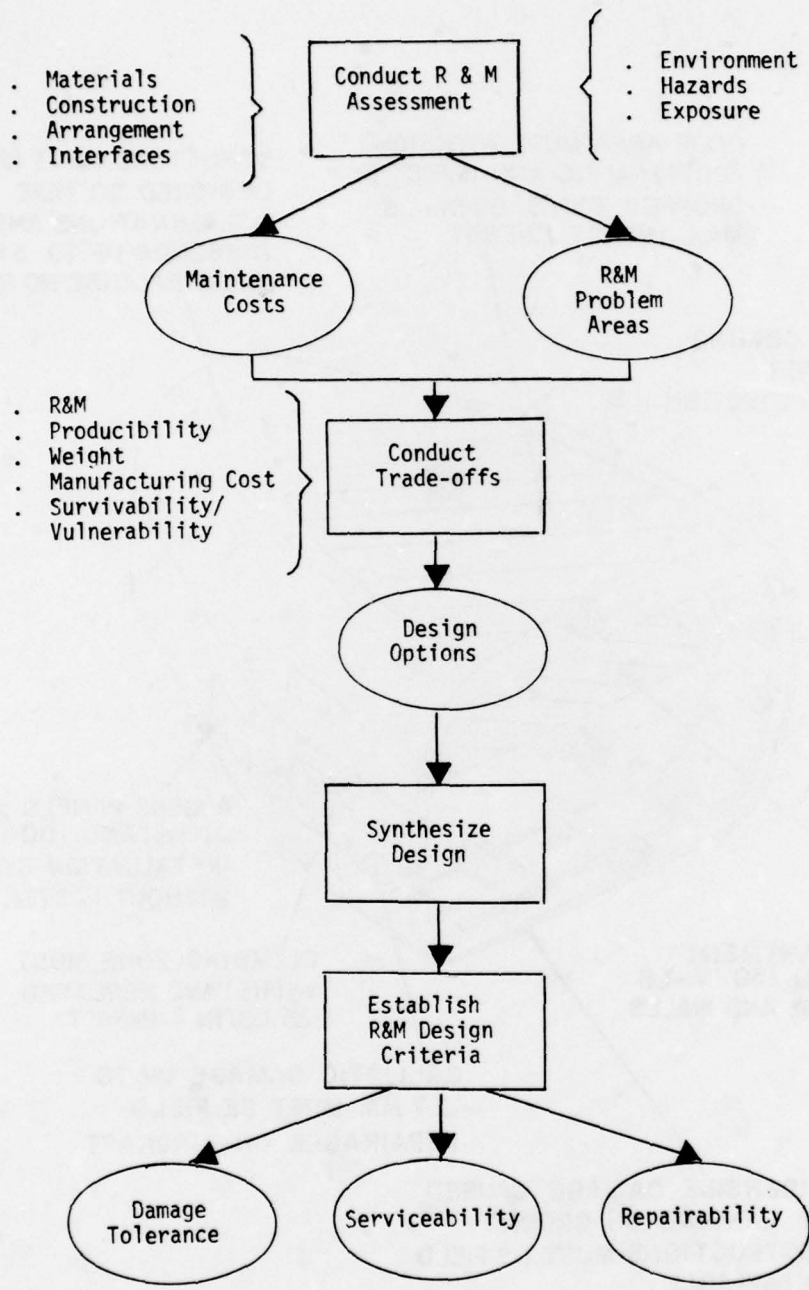 . Materials
. Construction
. Arrangement
. Interfaces
Conduct R & M
Assessment
. Environment
. Hazards
. Exposure
Maintenance
Costs
R&M
Problem
Areas
. R&M
. Producibility
. Weight
. Manufacturing Cost
. Survivability/
Vulnerability
Conduct
Trade-offs
Design
Options
Synthesize
Design
Establish
R&M Design
Criteria
Damage
Tolerance
Serviceability
Repairability